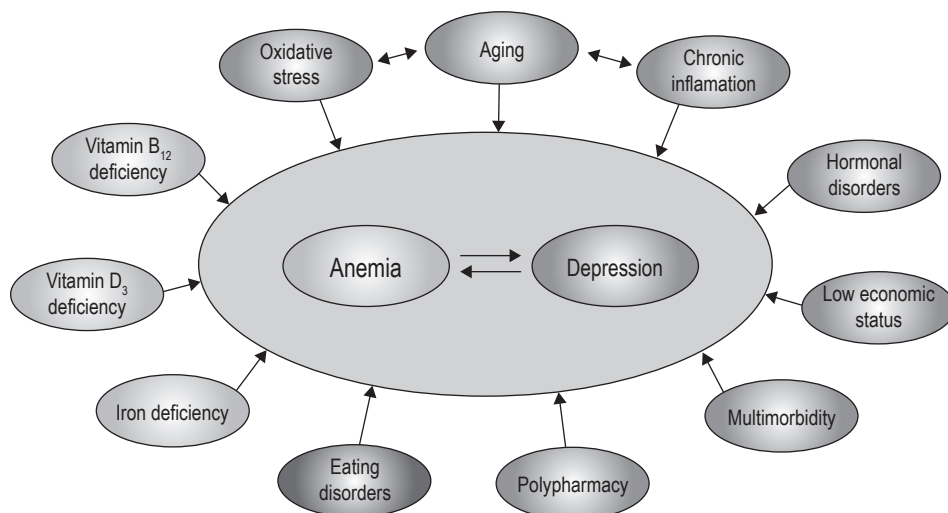 Oxidative
stress
Aging
Chronic
inflamation
Vitamin B₁₂
deficiency
Hormonal
disorders
Anemia
Depression
Vitamin D₃
deficiency
Low economic
status
Iron deficiency
Multimorbidity
Eating
disorders
Polypharmacy